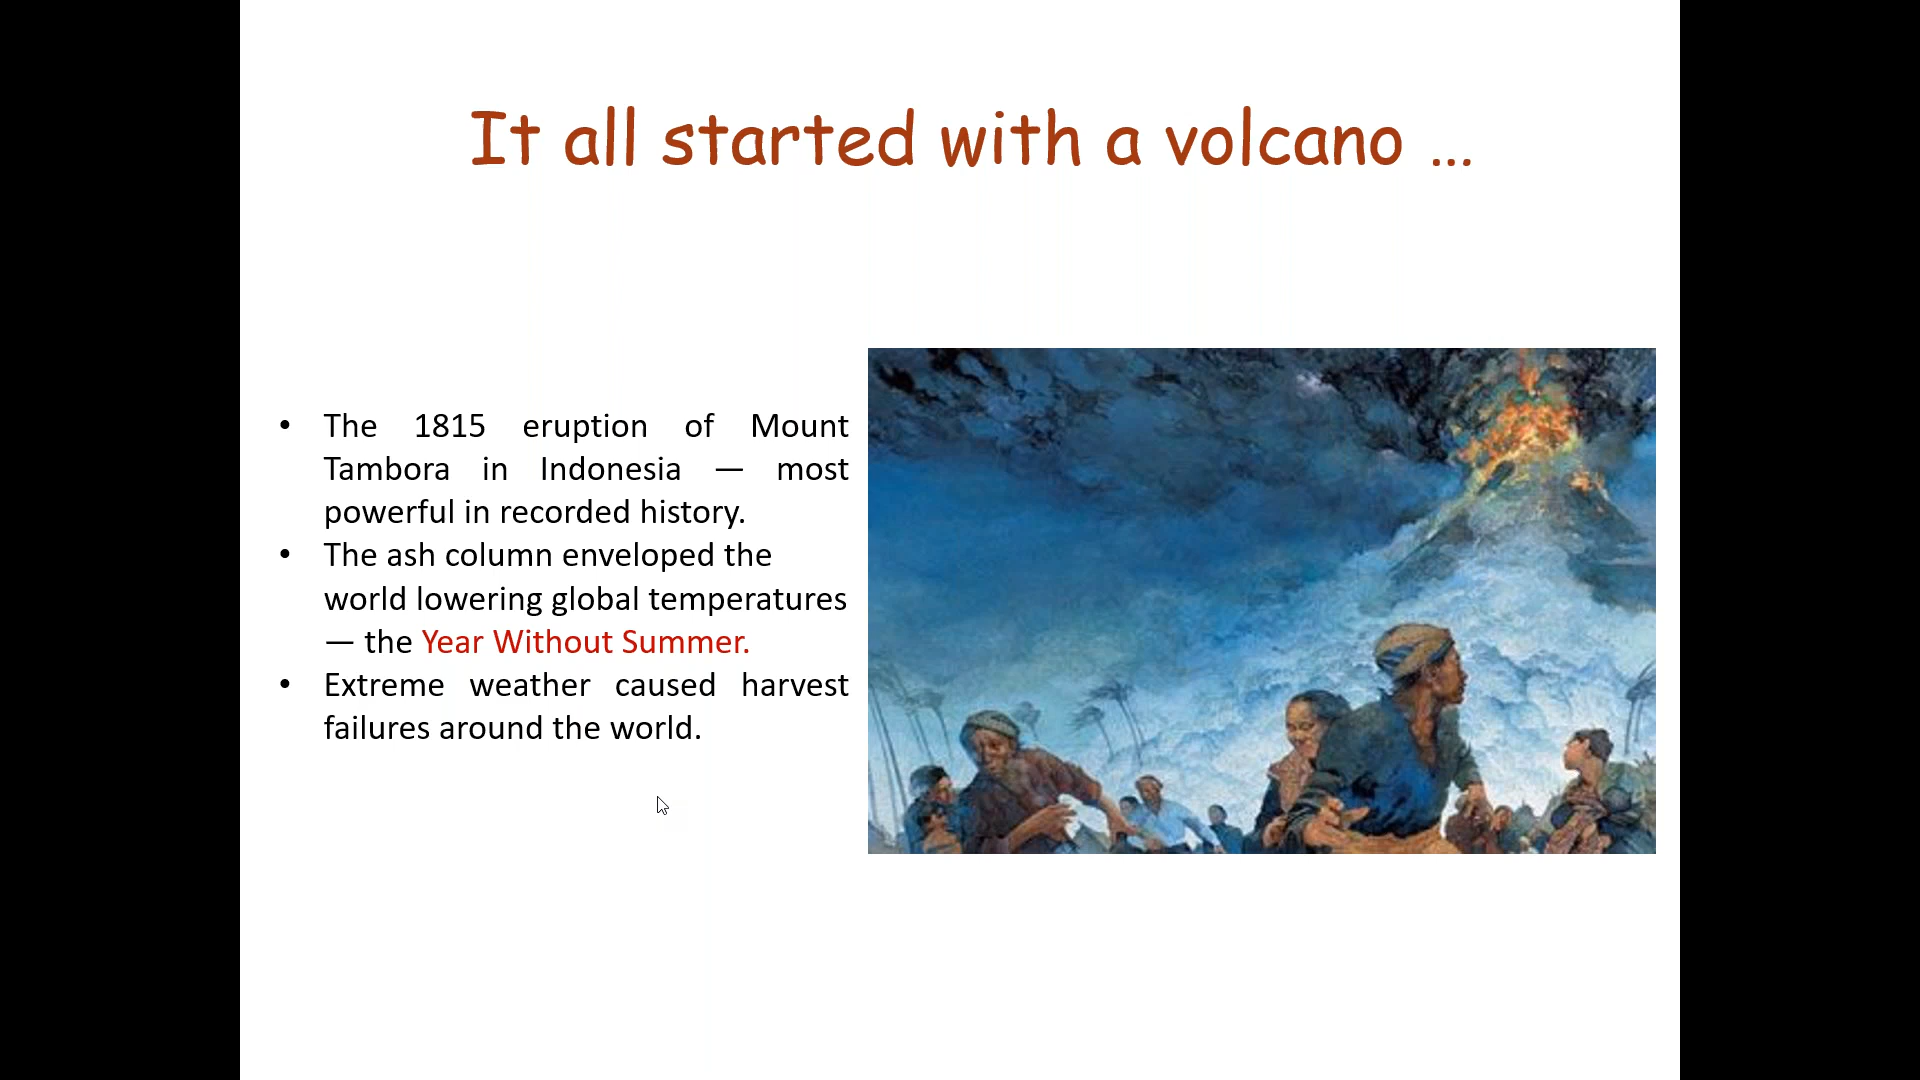 It all started with a volcano ...
• The 1815 eruption of Mount
Tambora in Indonesia — most
powerful in recorded history.
• The ash column enveloped the
world lowering global temperatures
— the Year Without Summer.
• Extreme weather caused harvest
failures around the world.